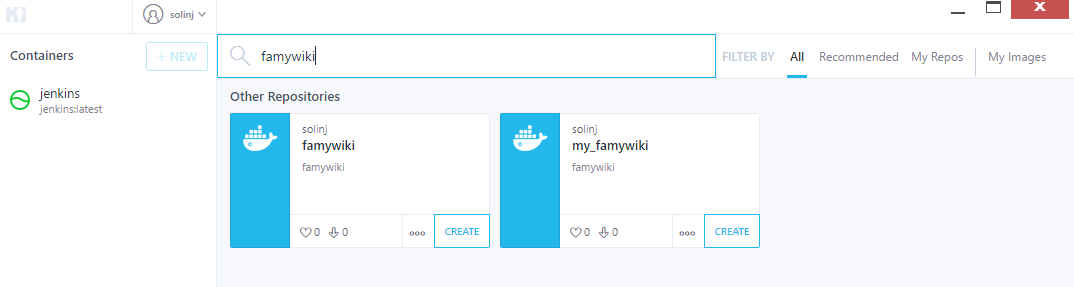 solinj
X
Containers
+ NEW
famywiki
FILTER BY
All
Recommended
My Repos
My Images
jenkins
jenkins:latest
Other Repositories
solinj
famywiki
famywiki
0
0
CREATE
solinj
my_famywiki
famywiki
0
0
CREATE